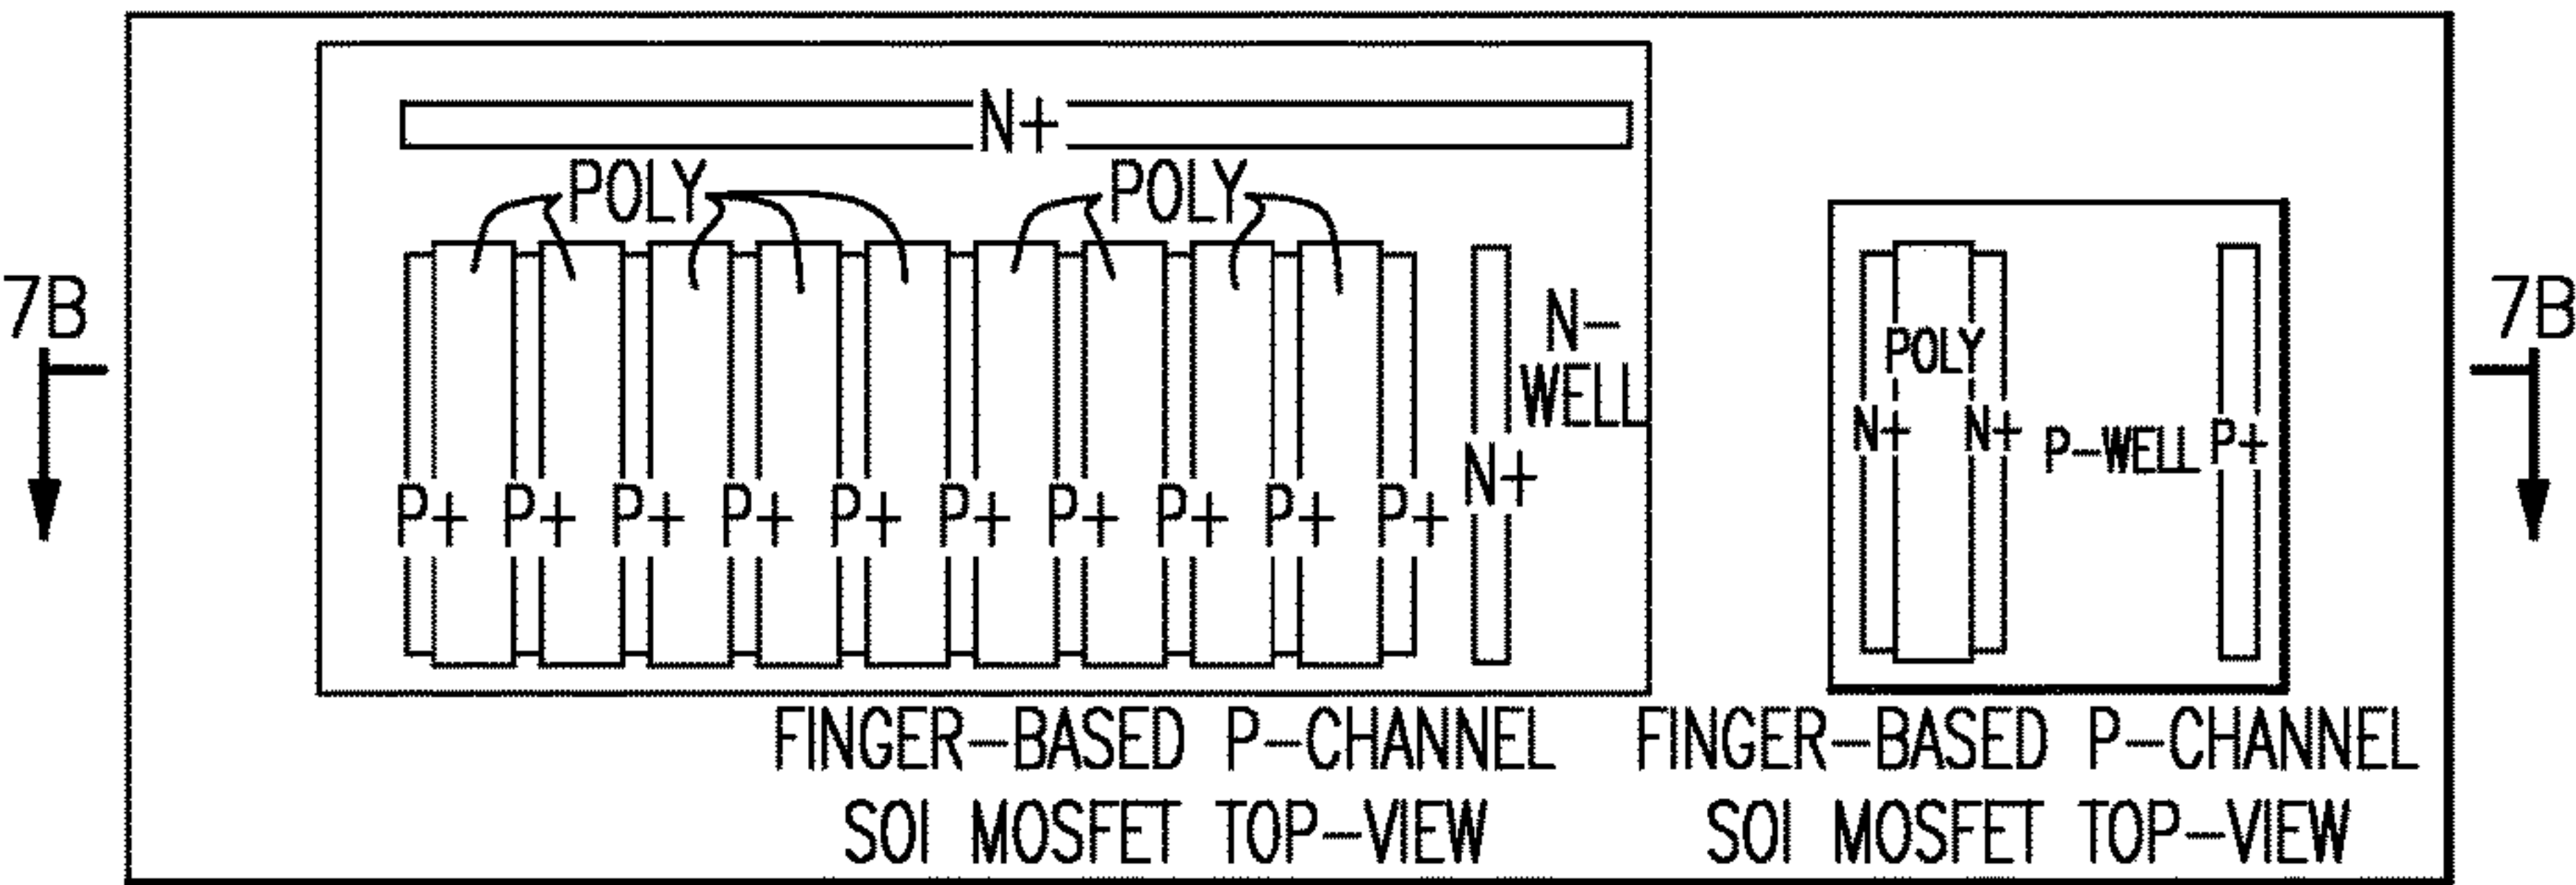 N+
POLY POLY
7B 7B
N-
WELL
POLY
N+ N+ P-WELL P+
N+
P+ P+ P+ P+ P+ P+ P+ P+ P+ P+
FINGER-BASED P-CHANNEL
SOI MOSFET TOP-VIEW
FINGER-BASED P-CHANNEL
SOI MOSFET TOP-VIEW